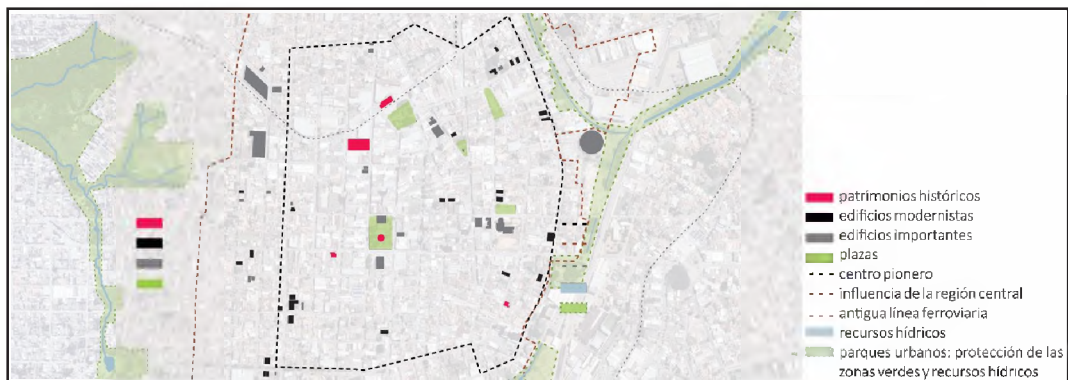 patrimonios históricos
edificios modernistas
edificios importantes
plazas
centro pionero
influencia de la región central
antigua línea ferroviaria
recursos hídricos
parques urbanos: protección de las
zonas verdes y recursos hídricos